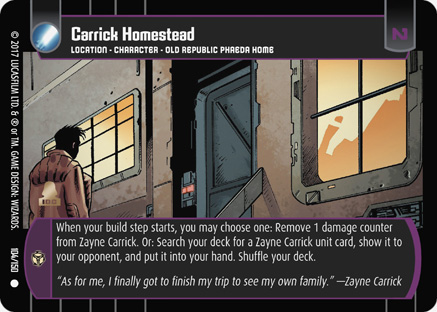 Carrick Homestead
LOCATION - CHARACTER - OLD REPUBLIC PHAEDA HOME
2
When your build step starts, you may choose one: Remove 1 damage counter
from Zayne Carrick. Or: Search your deck for a Zayne Carrick unit card, show it to
your opponent, and put it into your hand. Shuffle your deck.
"As for me, I finally got to finish my trip to see my own family." —Zayne Carrick
© 2017 LUCASFILM LTD. & ® or TM. GAME DESIGN: WIZARDS.
104/150